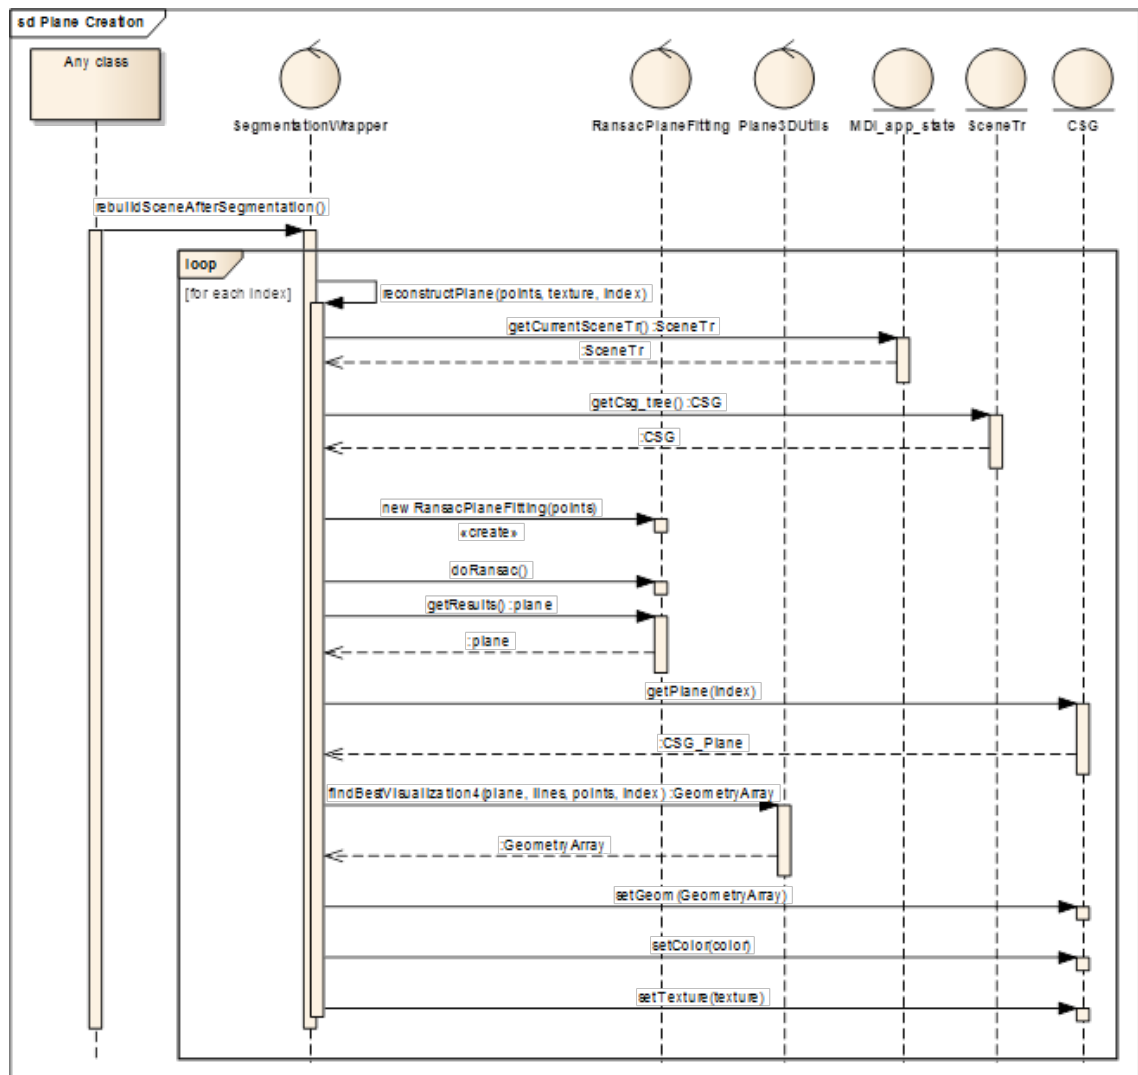 sd Plane Creation
Any class
SegmentationWrapper
RansacPlaneFitting
Plane3DUtils
MDI_app_state
SceneTr
CSG
rebuildSceneAfterSegmentation()
loop
[for each index]
reconstructPlane(points, texture, index)
getCurrentSceneTr() :SceneTr
:SceneTr
getCsg_tree() :CSG
:CSG
new RansacPlaneFitting(points)
«create»
doRansac()
getResults() :plane
:plane
getPlane(index)
:CSG_Plane
findBestVisualization4(plane, lines, points, index) :GeometryArray
:GeometryArray
setGeom(GeometryArray)
setColor(color)
setTexture(texture)